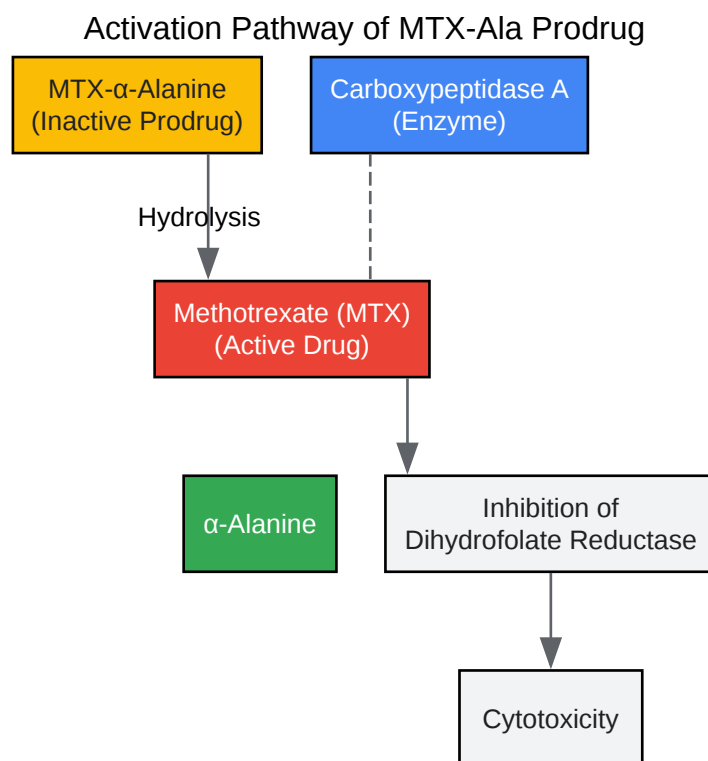 Activation Pathway of MTX-Ala Prodrug
MTX-α-Alanine
(Inactive Prodrug)
Carboxypeptidase A
(Enzyme)
Hydrolysis
Methotrexate (MTX)
(Active Drug)
α-Alanine
Inhibition of
Dihydrofolate Reductase
Cytotoxicity